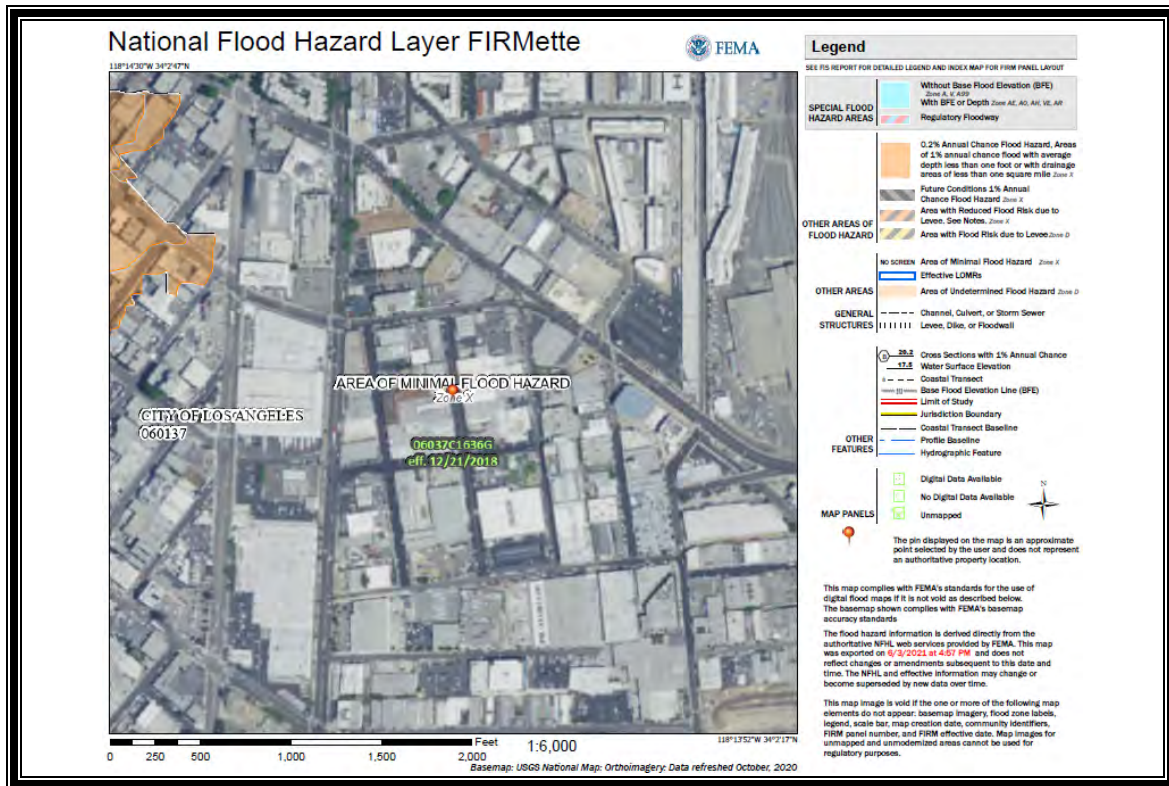 National Flood Hazard Layer FIRMette
FEMA
118°14'30"W 34°2'47"N
AREA OF MINIMAL FLOOD HAZARD
Zone X
CITY OF LOS ANGELES
060137
06037C1636G
eff. 12/21/2018
118°13'52"W 34°2'17"N
Feet
1:6,000
0 250 500 1,000 1,500 2,000
Basemap: USGS National Map: Orthoimagery: Data refreshed October, 2020
Legend
SEE FIS REPORT FOR DETAILED LEGEND AND INDEX MAP FOR FIRM PANEL LAYOUT
SPECIAL FLOOD
HAZARD AREAS
Without Base Flood Elevation (BFE)
Zone A, V, A99
With BFE or Depth Zone AE, AO, AH, VE, AR
Regulatory Floodway
OTHER AREAS OF
FLOOD HAZARD
0.2% Annual Chance Flood Hazard, Areas
of 1% annual chance flood with average
depth less than one foot or with drainage
areas of less than one square mile Zone X
Future Conditions 1% Annual
Chance Flood Hazard Zone X
Area with Reduced Flood Risk due to
Levee. See Notes. Zone X
Area with Flood Risk due to Levee Zone D
OTHER AREAS
NO SCREEN Area of Minimal Flood Hazard Zone X
Effective LOMRs
Area of Undetermined Flood Hazard Zone D
GENERAL
STRUCTURES
Channel, Culvert, or Storm Sewer
Levee, Dike, or Floodwall
OTHER
FEATURES
20.2 Cross Sections with 1% Annual Chance
17.5 Water Surface Elevation
Coastal Transect
Base Flood Elevation Line (BFE)
Limit of Study
Jurisdiction Boundary
Coastal Transect Baseline
Profile Baseline
Hydrographic Feature
MAP PANELS
Digital Data Available
No Digital Data Available
Unmapped
N
The pin displayed on the map is an approximate
point selected by the user and does not represent
an authoritative property location.
This map complies with FEMA's standards for the use of
digital flood maps if it is not void as described below.
The basemap shown complies with FEMA's basemap
accuracy standards
The flood hazard information is derived directly from the
authoritative NFHL web services provided by FEMA. This map
was exported on 6/3/2021 at 4:57 PM and does not
reflect changes or amendments subsequent to this date and
time. The NFHL and effective information may change or
become superseded by new data over time.
This map image is void if the one or more of the following map
elements do not appear: basemap imagery, flood zone labels,
legend, scale bar, map creation date, community identifiers,
FIRM panel number, and FIRM effective date. Map images for
unmapped and unmodernized areas cannot be used for
regulatory purposes.